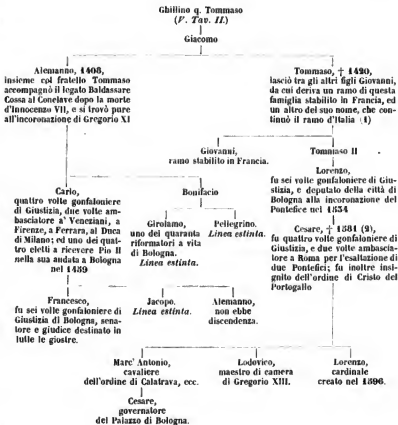 Ghillino q. Tommaso
(V. Tav. II.)
Giacomo
Alemanno, 1408,
insieme col fratello Tommaso
accompagnò il legato Baldassare
Cossa al Conclave dopo la morte
d'Innocenzo VII, e si trovò pure
all'incoronazione di Gregorio XI
Tommaso, † 1420,
lasciò tra gli altri figli Giovanni,
da cui deriva un ramo di questa
famiglia stabilito in Francia, ed
un altro del suo nome, che con-
tinuò il ramo d'Italia (1)
Giovanni,
ramo stabilito in Francia.
Tommaso II
Lorenzo,
fu sei volte gonfaloniere di Giu-
stizia, e deputato della città di
Bologna alla incoronazione del
Pontefice nel 1534
Carlo,
quattro volte gonfaloniere
di Giustizia, due volte am-
basciatore a' Veneziani, a
Firenze, a Ferrara, al Duca
di Milano; ed uno dei quat-
tro eletti a ricevere Pio II
nella sua andata a Bologna
nel 1459
Bonifacio
Girolamo,
uno dei quaranta
riformatori a vita
di Bologna.
Linea estinta.
Pellegrino.
Linea estinta.
Cesare, † 1581 (2),
fu quattro volte gonfaloniere di
Giustizia, e due volte ambascia-
tore a Roma per l'esaltazione di
due Pontefici; fu inoltre insi-
gnito dell'ordine di Cristo del
Portogallo
Francesco,
fu sei volte gonfaloniere di
Giustizia di Bologna, sena-
tore e giudice destinato in
tutte le giostre.
Jacopo.
Linea estinta.
Alemanno,
non ebbe
discendenza.
Marc' Antonio,
cavaliere
dell'ordine di Calatrava, ecc.
Lodovico,
maestro di camera
di Gregorio XIII.
Lorenzo,
cardinale
creato nel 1596.
Cesare,
governatore
del Palazzo di Bologna.